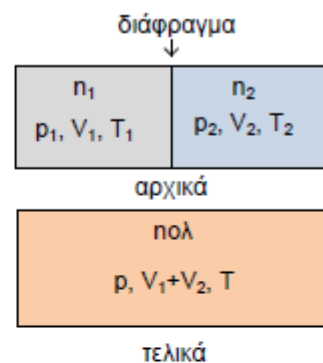 διάφραγμα
↓
n₁ n₂
p₁, V₁, T₁ p₂, V₂, T₂
αρχικά
nολ
p, V₁+V₂, T
τελικά